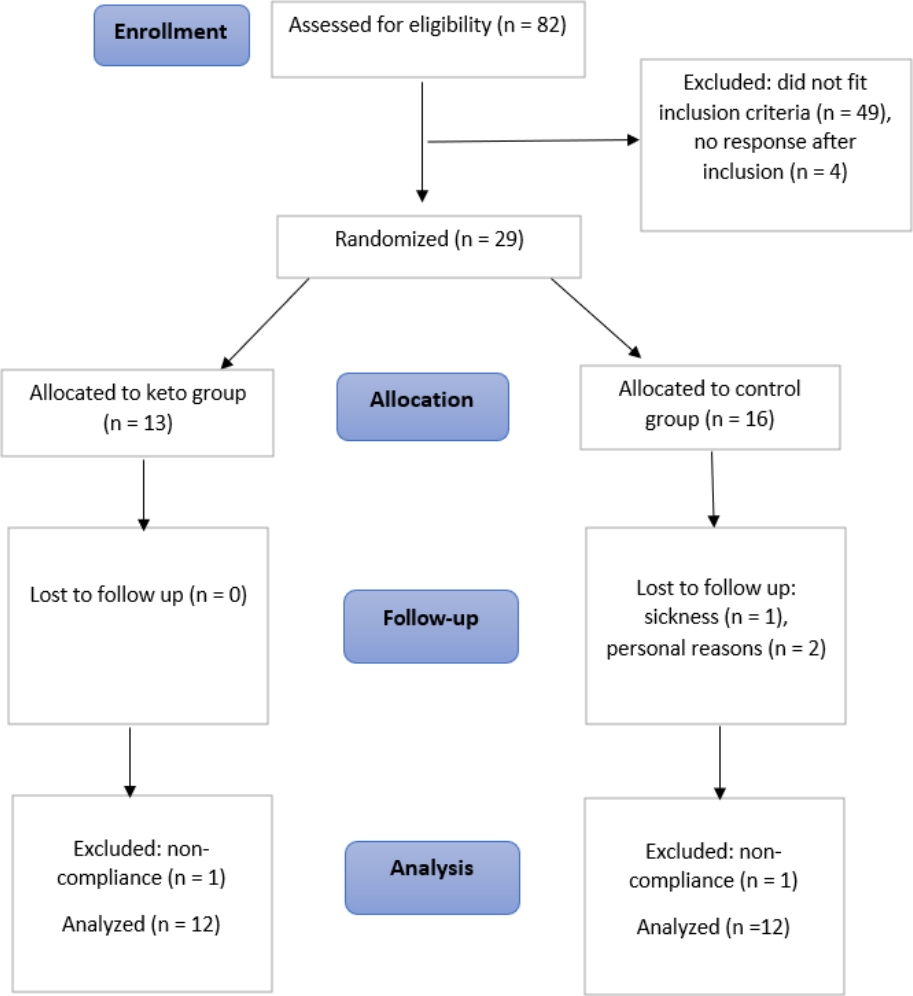 Enrollment
Assessed for eligibility (n = 82)
Excluded: did not fit
inclusion criteria (n = 49),
no response after
inclusion (n = 4)
Randomized (n = 29)
Allocated to keto group
(n = 13)
Allocation
Allocated to control
group (n = 16)
Lost to follow up (n = 0)
Follow-up
Lost to follow up:
sickness (n = 1),
personal reasons (n = 2)
Excluded: non-
compliance (n = 1)
Analyzed (n = 12)
Analysis
Excluded: non-
compliance (n = 1)
Analyzed (n =12)